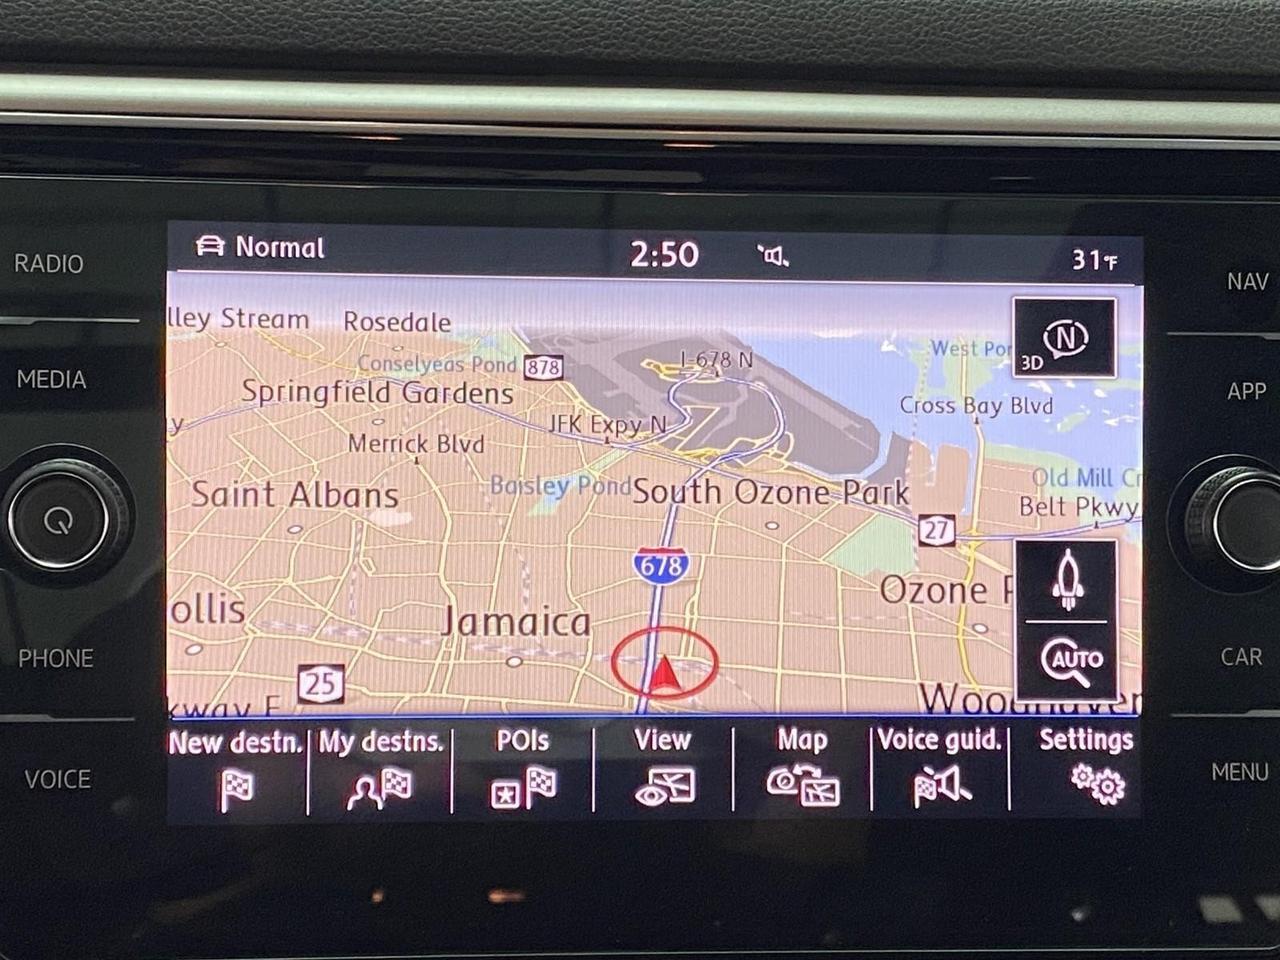 RADIO
MEDIA
PHONE
VOICE
Normal
2:50
31°F
lley Stream
Rosedale
Conselyeas Pond
878
I-678 N
West Por
N
3D
Springfield Gardens
Cross Bay Blvd
JFK Expy N
y
Merrick Blvd
Saint Albans
Baisley Pond
South Ozone Park
Old Mill Cr
Belt Pkwy
27
678
Ozone P
ollis
Jamaica
AUTO
25
kway E
Woodhaven
New destn.
My destns.
POIs
View
Map
Voice guid.
Settings
NAV
APP
CAR
MENU